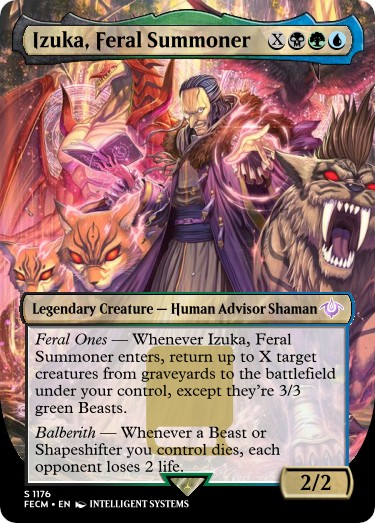 Izuka, Feral Summoner X
Legendary Creature — Human Advisor Shaman
Feral Ones — Whenever Izuka, Feral
Summoner enters, return up to X target
creatures from graveyards to the battlefield
under your control, except they're 3/3
green Beasts.
Balberith — Whenever a Beast or
Shapeshifter you control dies, each
opponent loses 2 life.
2/2
S 1176
FECM • EN INTELLIGENT SYSTEMS